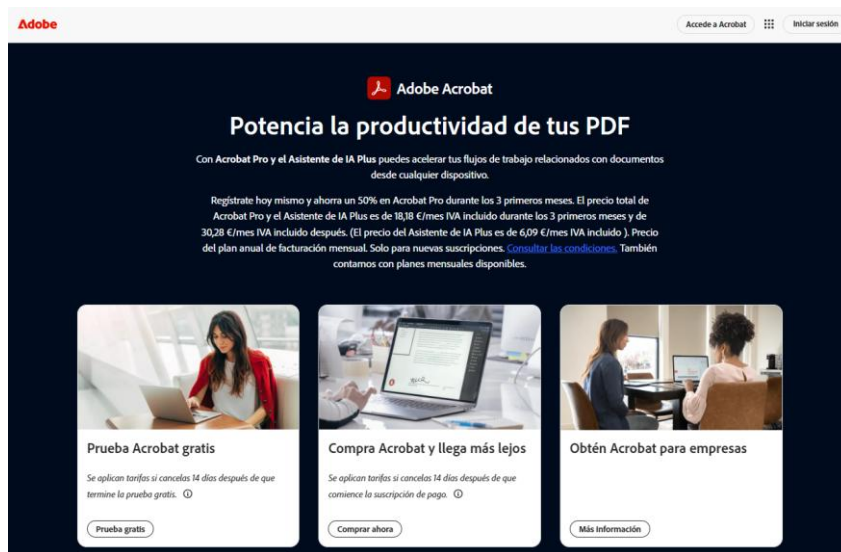 Adobe
Accede a Acrobat
Iniciar sesión
Adobe Acrobat
Potencia la productividad de tus PDF
Con Acrobat Pro y el Asistente de IA Plus puedes acelerar tus flujos de trabajo relacionados con documentos
desde cualquier dispositivo.
Regístrate hoy mismo y ahorra un 50% en Acrobat Pro durante los 3 primeros meses. El precio total de
Acrobat Pro y el Asistente de IA Plus es de 18,18 €/mes IVA incluido durante los 3 primeros meses y de
30,28 €/mes IVA incluido después. (El precio del Asistente de IA Plus es de 6,09 €/mes IVA incluido ). Precio
del plan anual de facturación mensual. Solo para nuevas suscripciones. Consultar las condiciones. También
contamos con planes mensuales disponibles.
Prueba Acrobat gratis
Se aplican tarifas si cancelas 14 días después de que
termine la prueba gratis.
Prueba gratis
Compra Acrobat y llega más lejos
Se aplican tarifas si cancelas 14 días después de que
comience la suscripción de pago.
Comprar ahora
Obtén Acrobat para empresas
Más información